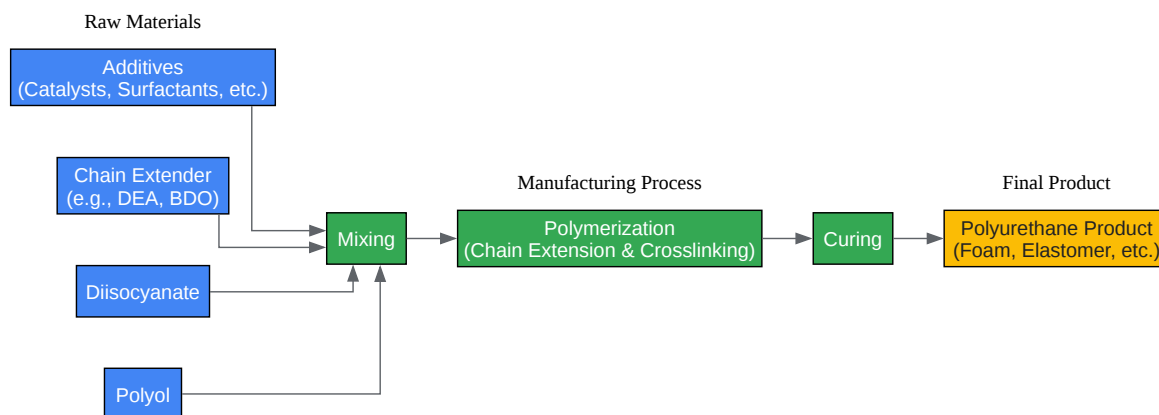 Raw Materials
Additives
(Catalysts, Surfactants, etc.)
Chain Extender
(e.g., DEA, BDO)
Diisocyanate
Polyol
Mixing
Manufacturing Process
Polymerization
(Chain Extension & Crosslinking)
Curing
Final Product
Polyurethane Product
(Foam, Elastomer, etc.)